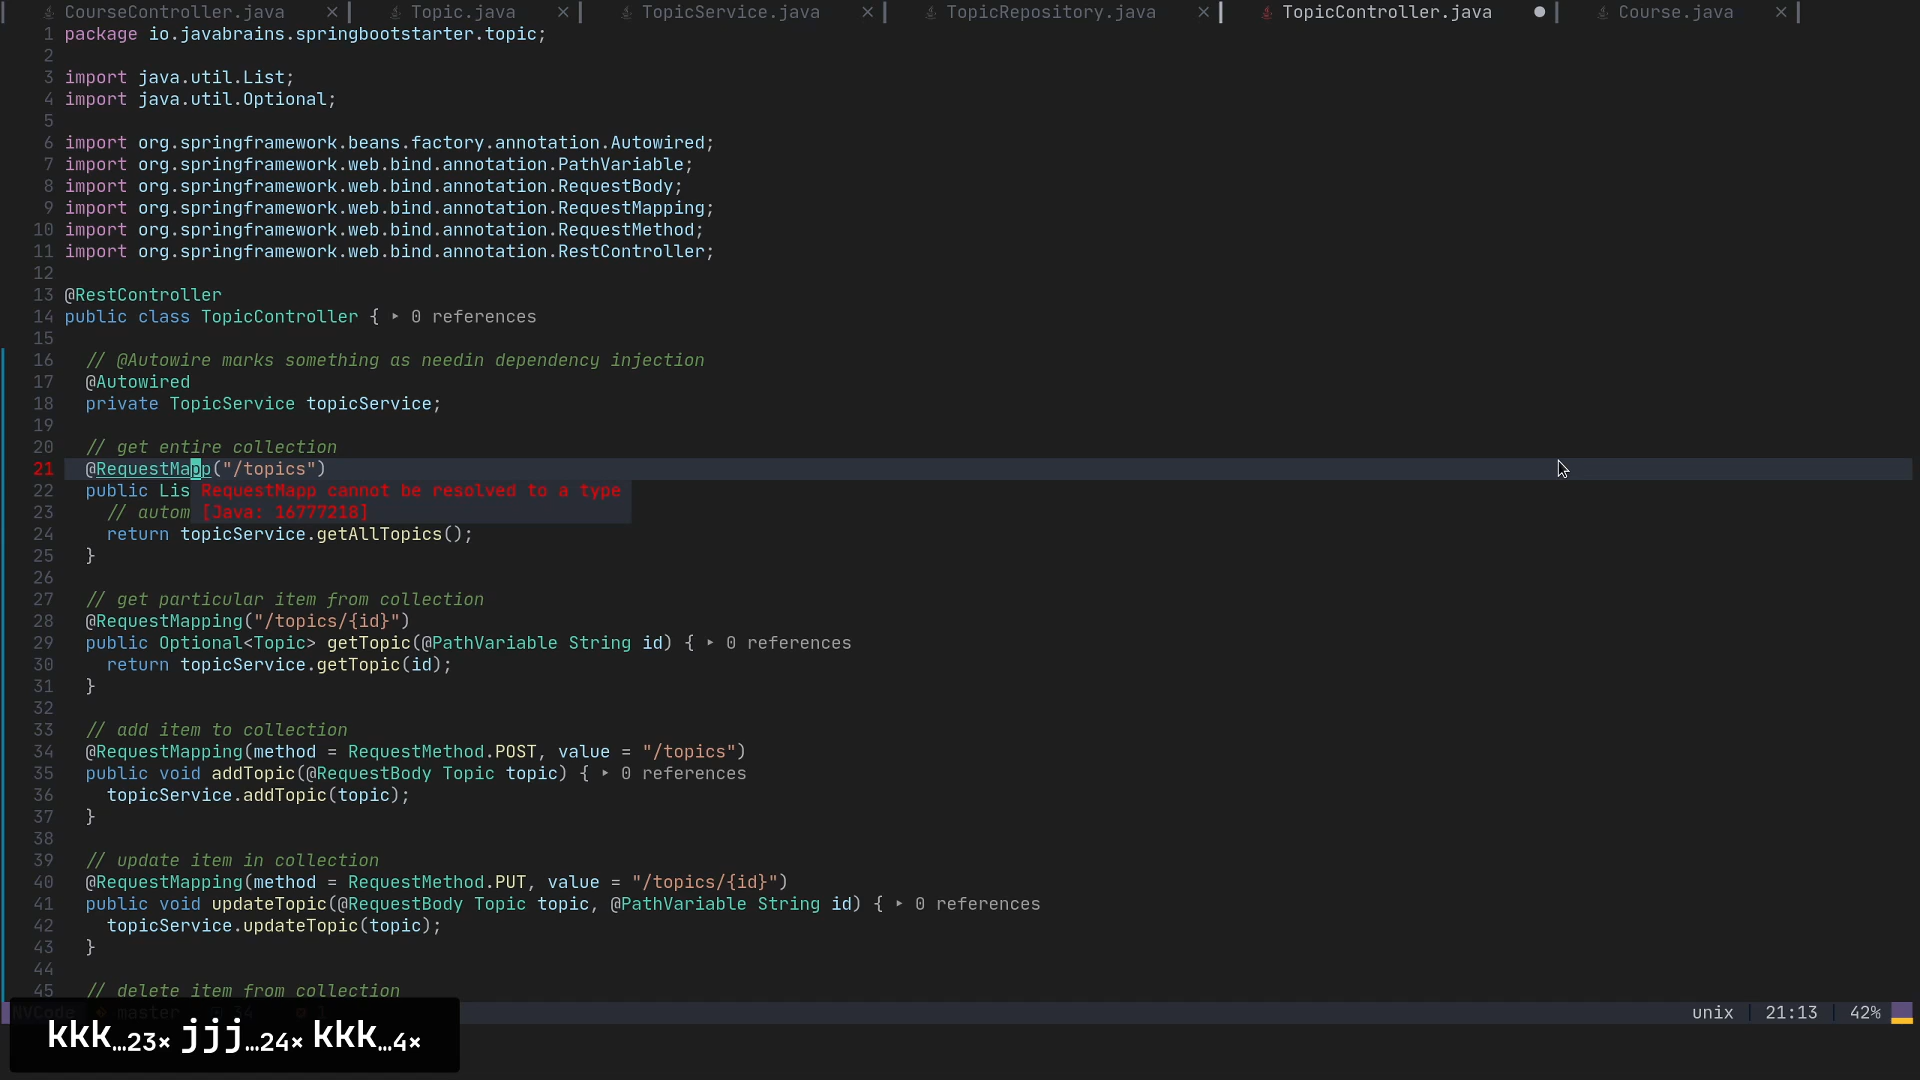 CourseController.java × Topic.java × TopicService.java × TopicRepository.java × TopicController.java ● Course.java ×
1 package io.javabrains.springbootstarter.topic;
2
3 import java.util.List;
4 import java.util.Optional;
5
6 import org.springframework.beans.factory.annotation.Autowired;
7 import org.springframework.web.bind.annotation.PathVariable;
8 import org.springframework.web.bind.annotation.RequestBody;
9 import org.springframework.web.bind.annotation.RequestMapping;
10 import org.springframework.web.bind.annotation.RequestMethod;
11 import org.springframework.web.bind.annotation.RestController;
12
13 @RestController
14 public class TopicController { ‣ 0 references
15
16 // @Autowire marks something as needin dependency injection
17 @Autowired
18 private TopicService topicService;
19
20 // get entire collection
21 @RequestMapp("/topics")
22 public Lis RequestMapp cannot be resolved to a type
23 // autom [Java: 16777218]
24 return topicService.getAllTopics();
25 }
26
27 // get particular item from collection
28 @RequestMapping("/topics/{id}")
29 public Optional<Topic> getTopic(@PathVariable String id) { ‣ 0 references
30 return topicService.getTopic(id);
31 }
32
33 // add item to collection
34 @RequestMapping(method = RequestMethod.POST, value = "/topics")
35 public void addTopic(@RequestBody Topic topic) { ‣ 0 references
36 topicService.addTopic(topic);
37 }
38
39 // update item in collection
40 @RequestMapping(method = RequestMethod.PUT, value = "/topics/{id}")
41 public void updateTopic(@RequestBody Topic topic, @PathVariable String id) { ‣ 0 references
42 topicService.updateTopic(topic);
43 }
44
45 // delete item from collection
NVCode master unix 21:13 42%
kkk…23× jjj…24× kkk…4×